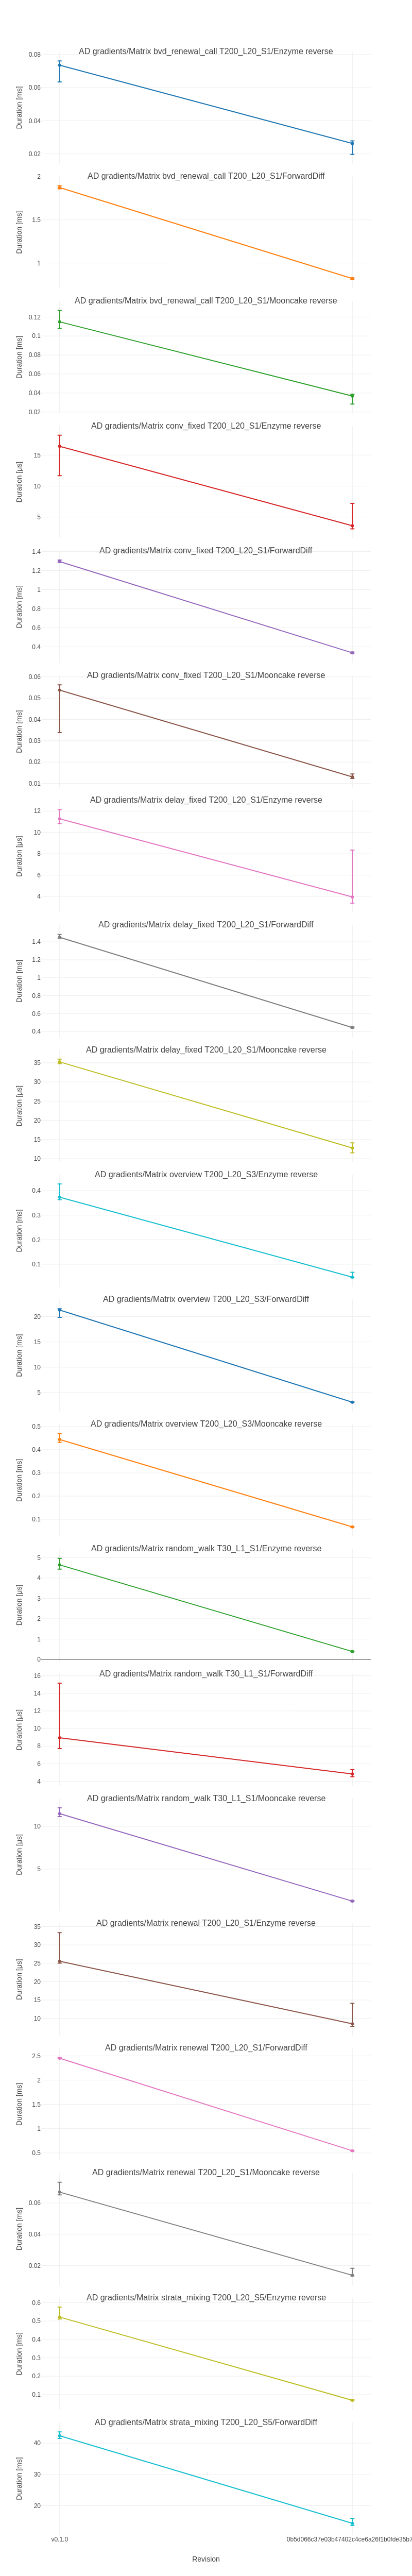 AD gradients/Matrix bvd_renewal_call T200_L20_S1/Enzyme reverse
0.08
0.06
0.04
0.02
Duration [ms]
AD gradients/Matrix bvd_renewal_call T200_L20_S1/ForwardDiff
2
1.5
1
Duration [ms]
AD gradients/Matrix bvd_renewal_call T200_L20_S1/Mooncake reverse
0.12
0.1
0.08
0.06
0.04
0.02
Duration [ms]
AD gradients/Matrix conv_fixed T200_L20_S1/Enzyme reverse
15
10
5
Duration [μs]
AD gradients/Matrix conv_fixed T200_L20_S1/ForwardDiff
1.4
1.2
1
0.8
0.6
0.4
Duration [ms]
AD gradients/Matrix conv_fixed T200_L20_S1/Mooncake reverse
0.06
0.05
0.04
0.03
0.02
0.01
Duration [ms]
AD gradients/Matrix delay_fixed T200_L20_S1/Enzyme reverse
12
10
8
6
4
Duration [μs]
AD gradients/Matrix delay_fixed T200_L20_S1/ForwardDiff
1.4
1.2
1
0.8
0.6
0.4
Duration [ms]
AD gradients/Matrix delay_fixed T200_L20_S1/Mooncake reverse
35
30
25
20
15
10
Duration [μs]
AD gradients/Matrix overview T200_L20_S3/Enzyme reverse
0.4
0.3
0.2
0.1
Duration [ms]
AD gradients/Matrix overview T200_L20_S3/ForwardDiff
20
15
10
5
Duration [ms]
AD gradients/Matrix overview T200_L20_S3/Mooncake reverse
0.5
0.4
0.3
0.2
0.1
Duration [ms]
AD gradients/Matrix random_walk T30_L1_S1/Enzyme reverse
5
4
3
2
1
0
Duration [μs]
AD gradients/Matrix random_walk T30_L1_S1/ForwardDiff
16
14
12
10
8
6
4
Duration [μs]
AD gradients/Matrix random_walk T30_L1_S1/Mooncake reverse
10
5
Duration [μs]
AD gradients/Matrix renewal T200_L20_S1/Enzyme reverse
35
30
25
20
15
10
Duration [μs]
AD gradients/Matrix renewal T200_L20_S1/ForwardDiff
2.5
2
1.5
1
0.5
Duration [ms]
AD gradients/Matrix renewal T200_L20_S1/Mooncake reverse
0.06
0.04
0.02
Duration [ms]
AD gradients/Matrix strata_mixing T200_L20_S5/Enzyme reverse
0.6
0.5
0.4
0.3
0.2
0.1
Duration [ms]
AD gradients/Matrix strata_mixing T200_L20_S5/ForwardDiff
40
30
20
Duration [ms]
v0.1.0
0b5d066c37e03b47402c4ce6a26f1b0fde35b7
Revision